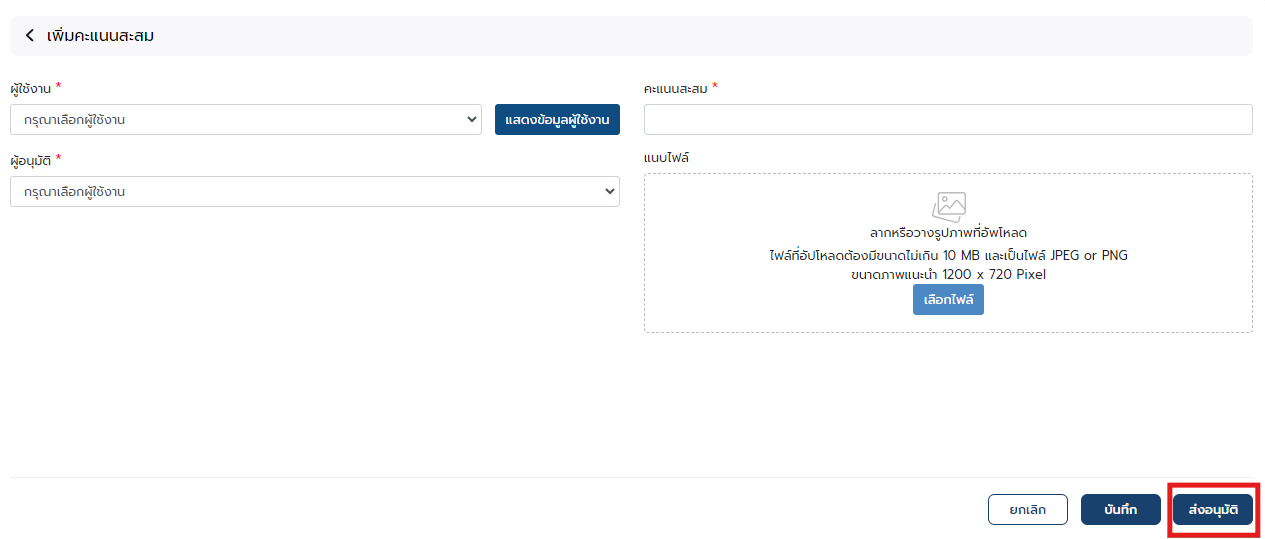 เพิ่มคะแนนสะสม
ผู้ใช้งาน *
กรุณาเลือกผู้ใช้งาน
แสดงข้อมูลผู้ใช้งาน
ผู้อนุมัติ *
กรุณาเลือกผู้ใช้งาน
คะแนนสะสม *
แนบไฟล์
ลากหรือวางรูปภาพที่อัพโหลด
ไฟล์ที่อัปโหลดต้องมีขนาดไม่เกิน 10 MB และเป็นไฟล์ JPEG or PNG
ขนาดภาพแนะนำ 1200 x 720 Pixel
เลือกไฟล์
ยกเลิก
บันทึก
ส่งอนุมัติ